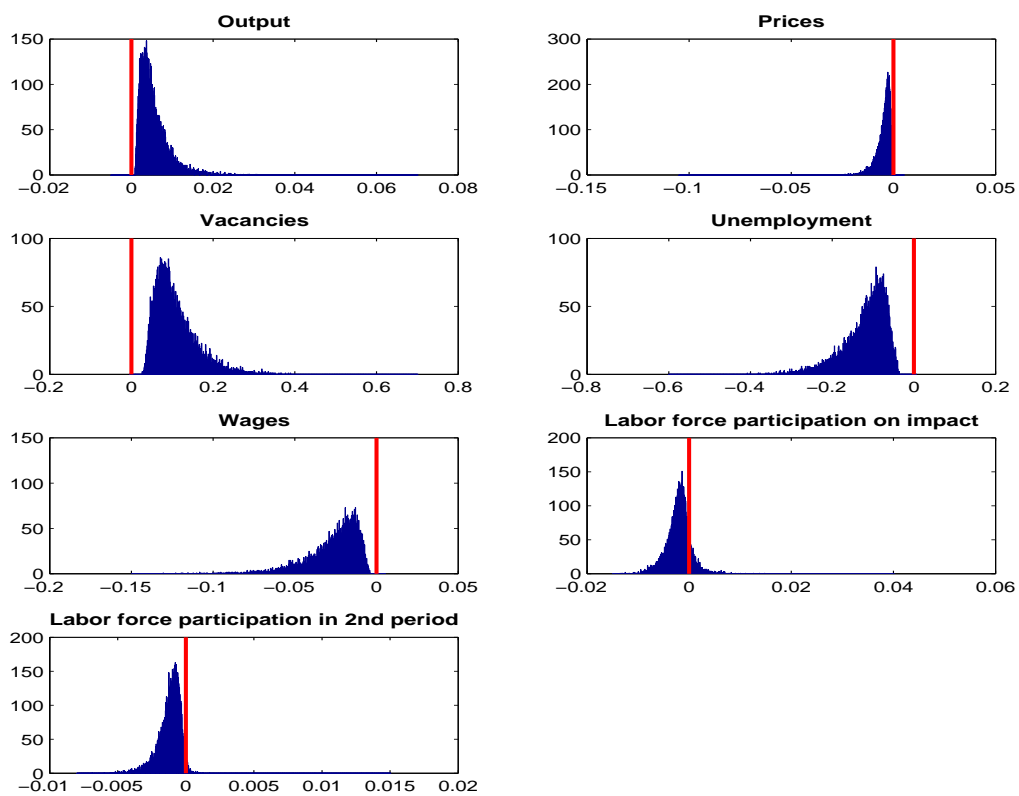 Output
150
100
50
0
−0.02 0 0.02 0.04 0.06 0.08
Prices
300
200
100
0
−0.15 −0.1 −0.05 0 0.05
Vacancies
100
50
0
−0.2 0 0.2 0.4 0.6 0.8
Unemployment
100
50
0
−0.8 −0.6 −0.4 −0.2 0 0.2
Wages
150
100
50
0
−0.2 −0.15 −0.1 −0.05 0 0.05
Labor force participation on impact
200
150
100
50
0
−0.02 0 0.02 0.04 0.06
Labor force participation in 2nd period
200
150
100
50
0
−0.01 −0.005 0 0.005 0.01 0.015 0.02